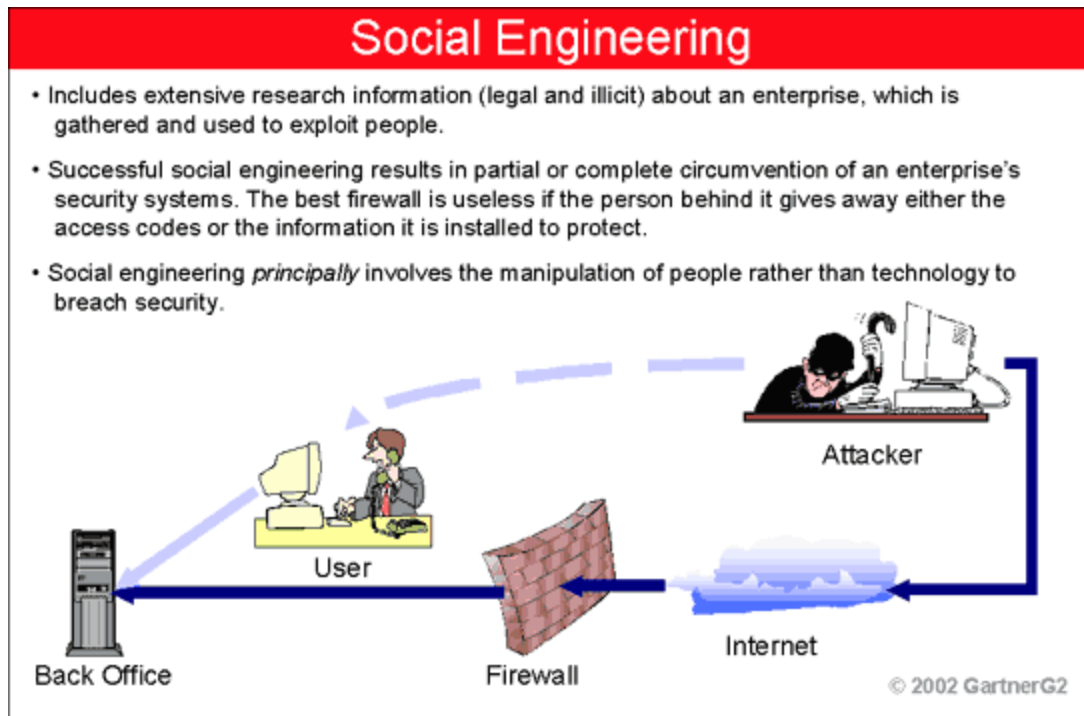 Social Engineering
• Includes extensive research information (legal and illicit) about an enterprise, which is
gathered and used to exploit people.
• Successful social engineering results in partial or complete circumvention of an enterprise's
security systems. The best firewall is useless if the person behind it gives away either the
access codes or the information it is installed to protect.
• Social engineering principally involves the manipulation of people rather than technology to
breach security.
Attacker
User
Internet
Back Office
Firewall
© 2002 GartnerG2